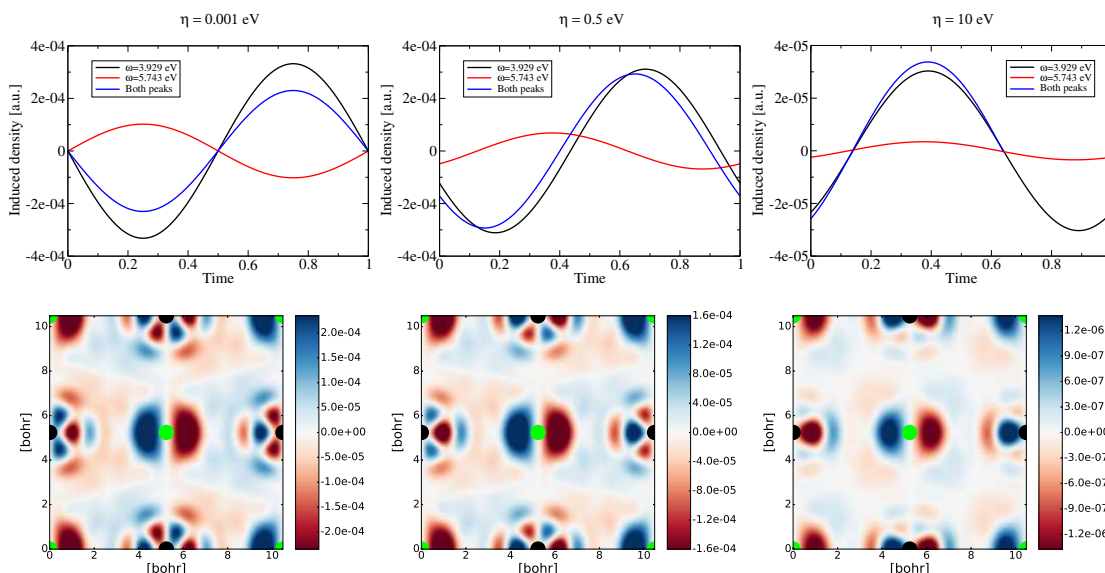 η = 0.001 eV
η = 0.5 eV
η = 10 eV
4e-04
2e-04
0
-2e-04
-4e-04
Induced density [a.u.]
ω=3.929 eV
ω=5.743 eV
Both peaks
0 0.2 0.4 0.6 0.8 1
Time
4e-04
2e-04
0
-2e-04
-4e-04
Induced density [a.u.]
ω=3.929 eV
ω=5.743 eV
Both peaks
0 0.2 0.4 0.6 0.8 1
Time
4e-05
2e-05
0
-2e-05
-4e-05
Induced density [a.u.]
ω=3.929 eV
ω=5.743 eV
Both peaks
0 0.2 0.4 0.6 0.8 1
Time
10
8
6
4
2
0
[bohr]
0 2 4 6 8 10
[bohr]
2.0e-04
1.5e-04
1.0e-04
5.0e-05
0.0e+00
-5.0e-05
-1.0e-04
-1.5e-04
-2.0e-04
10
8
6
4
2
0
[bohr]
0 2 4 6 8 10
[bohr]
1.6e-04
1.2e-04
8.0e-05
4.0e-05
0.0e+00
-4.0e-05
-8.0e-05
-1.2e-04
-1.6e-04
10
8
6
4
2
0
[bohr]
0 2 4 6 8 10
[bohr]
1.2e-06
9.0e-07
6.0e-07
3.0e-07
0.0e+00
-3.0e-07
-6.0e-07
-9.0e-07
-1.2e-06